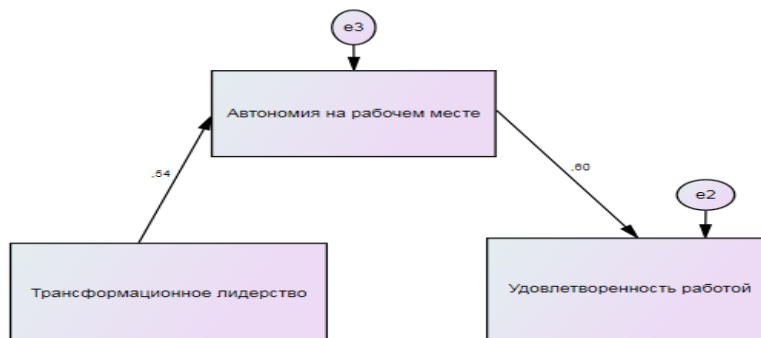 e3
Автономия на рабочем месте
,54
,60
e2
Трансформационное лидерство
Удовлетворенность работой